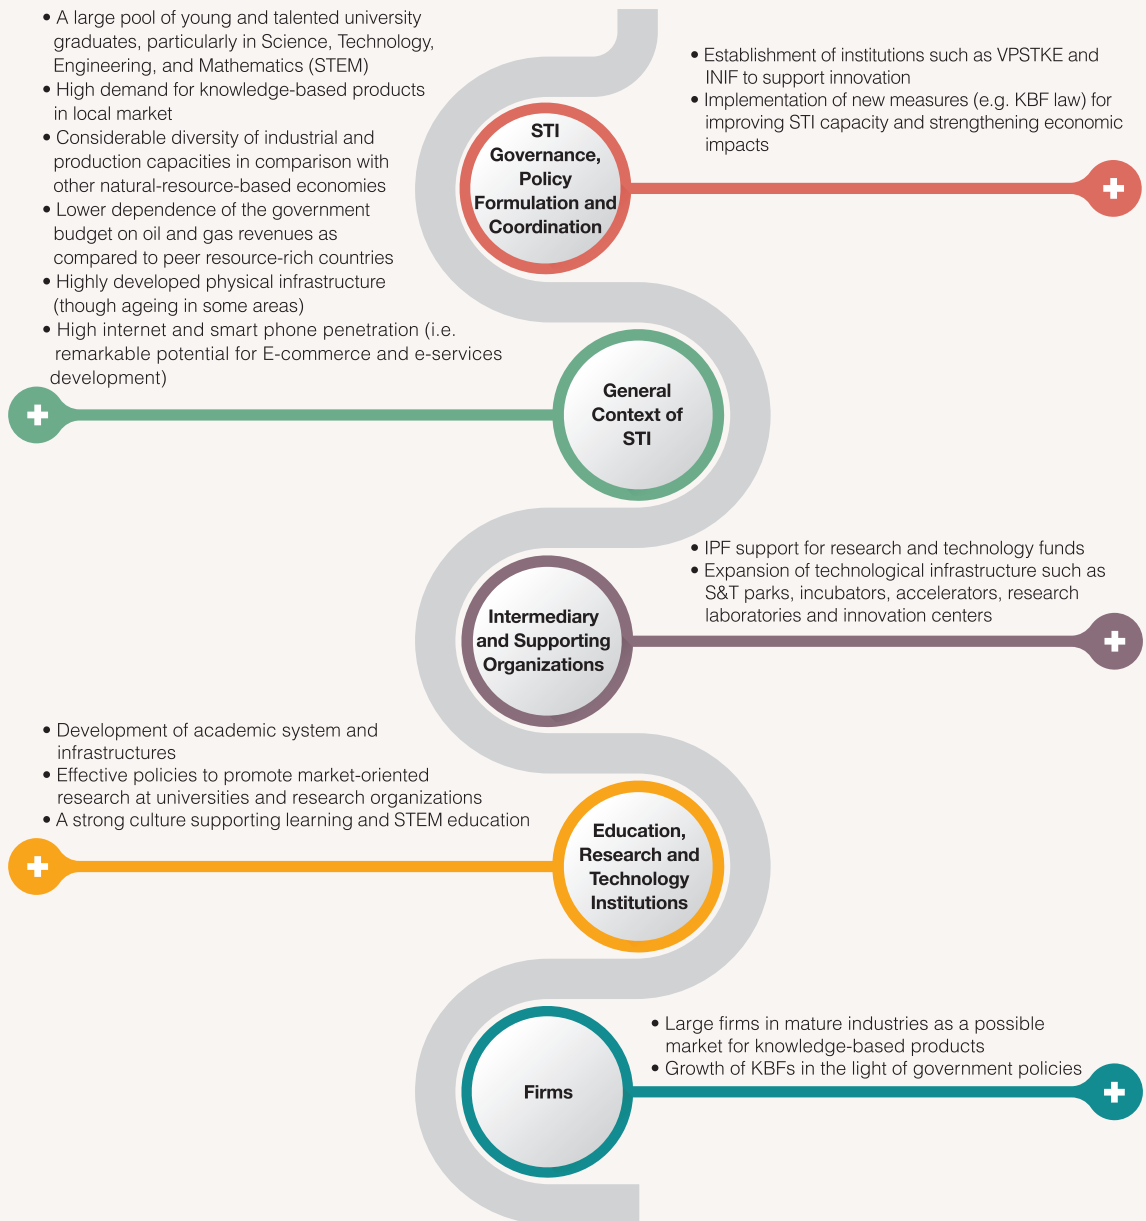 • A large pool of young and talented university
graduates, particularly in Science, Technology,
Engineering, and Mathematics (STEM)
• High demand for knowledge-based products
in local market
• Considerable diversity of industrial and
production capacities in comparison with
other natural-resource-based economies
• Lower dependence of the government
budget on oil and gas revenues as
compared to peer resource-rich countries
• Highly developed physical infrastructure
(though ageing in some areas)
• High internet and smart phone penetration (i.e.
remarkable potential for E-commerce and e-services
development)
STI
Governance,
Policy
Formulation and
Coordination
• Establishment of institutions such as VPSTKE and
INIF to support innovation
• Implementation of new measures (e.g. KBF law) for
improving STI capacity and strengthening economic
impacts
General
Context of
STI
Intermediary
and Supporting
Organizations
• IPF support for research and technology funds
• Expansion of technological infrastructure such as
S&T parks, incubators, accelerators, research
laboratories and innovation centers
• Development of academic system and
infrastructures
• Effective policies to promote market-oriented
research at universities and research organizations
• A strong culture supporting learning and STEM education
Education,
Research and
Technology
Institutions
Firms
• Large firms in mature industries as a possible
market for knowledge-based products
• Growth of KBFs in the light of government policies